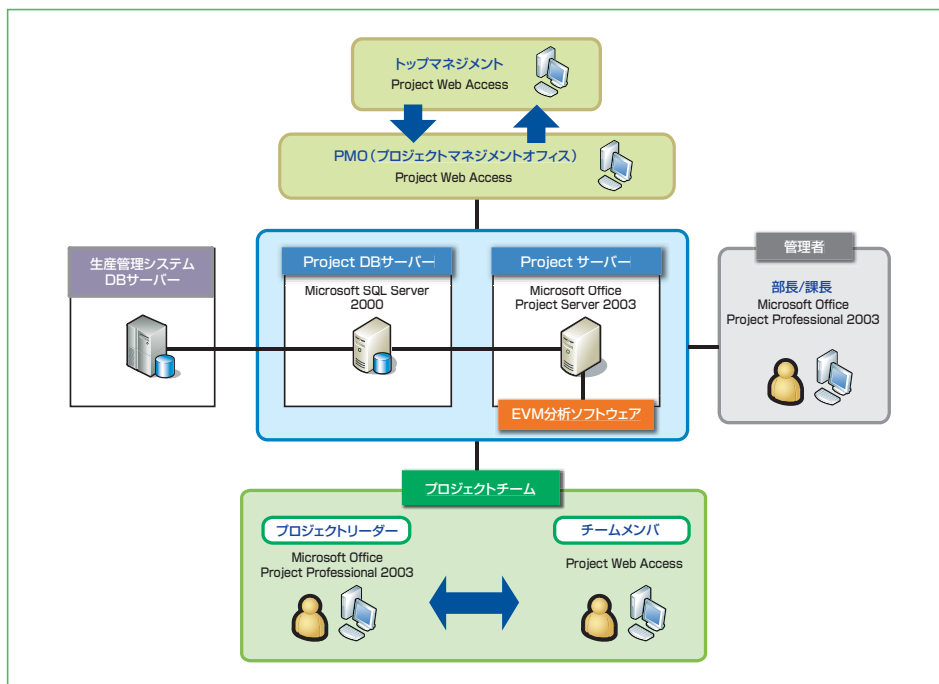 トップマネジメント
Project Web Access
PMO（プロジェクトマネジメントオフィス）
Project Web Access
生産管理システム
DBサーバー
Project DBサーバー
Microsoft SQL Server
2000
Project サーバー
Microsoft Office
Project Server 2003
EVM分析ソフトウェア
管理者
部長/課長
Microsoft Office
Project Professional 2003
プロジェクトチーム
プロジェクトリーダー
Microsoft Office
Project Professional 2003
チームメンバ
Project Web Access